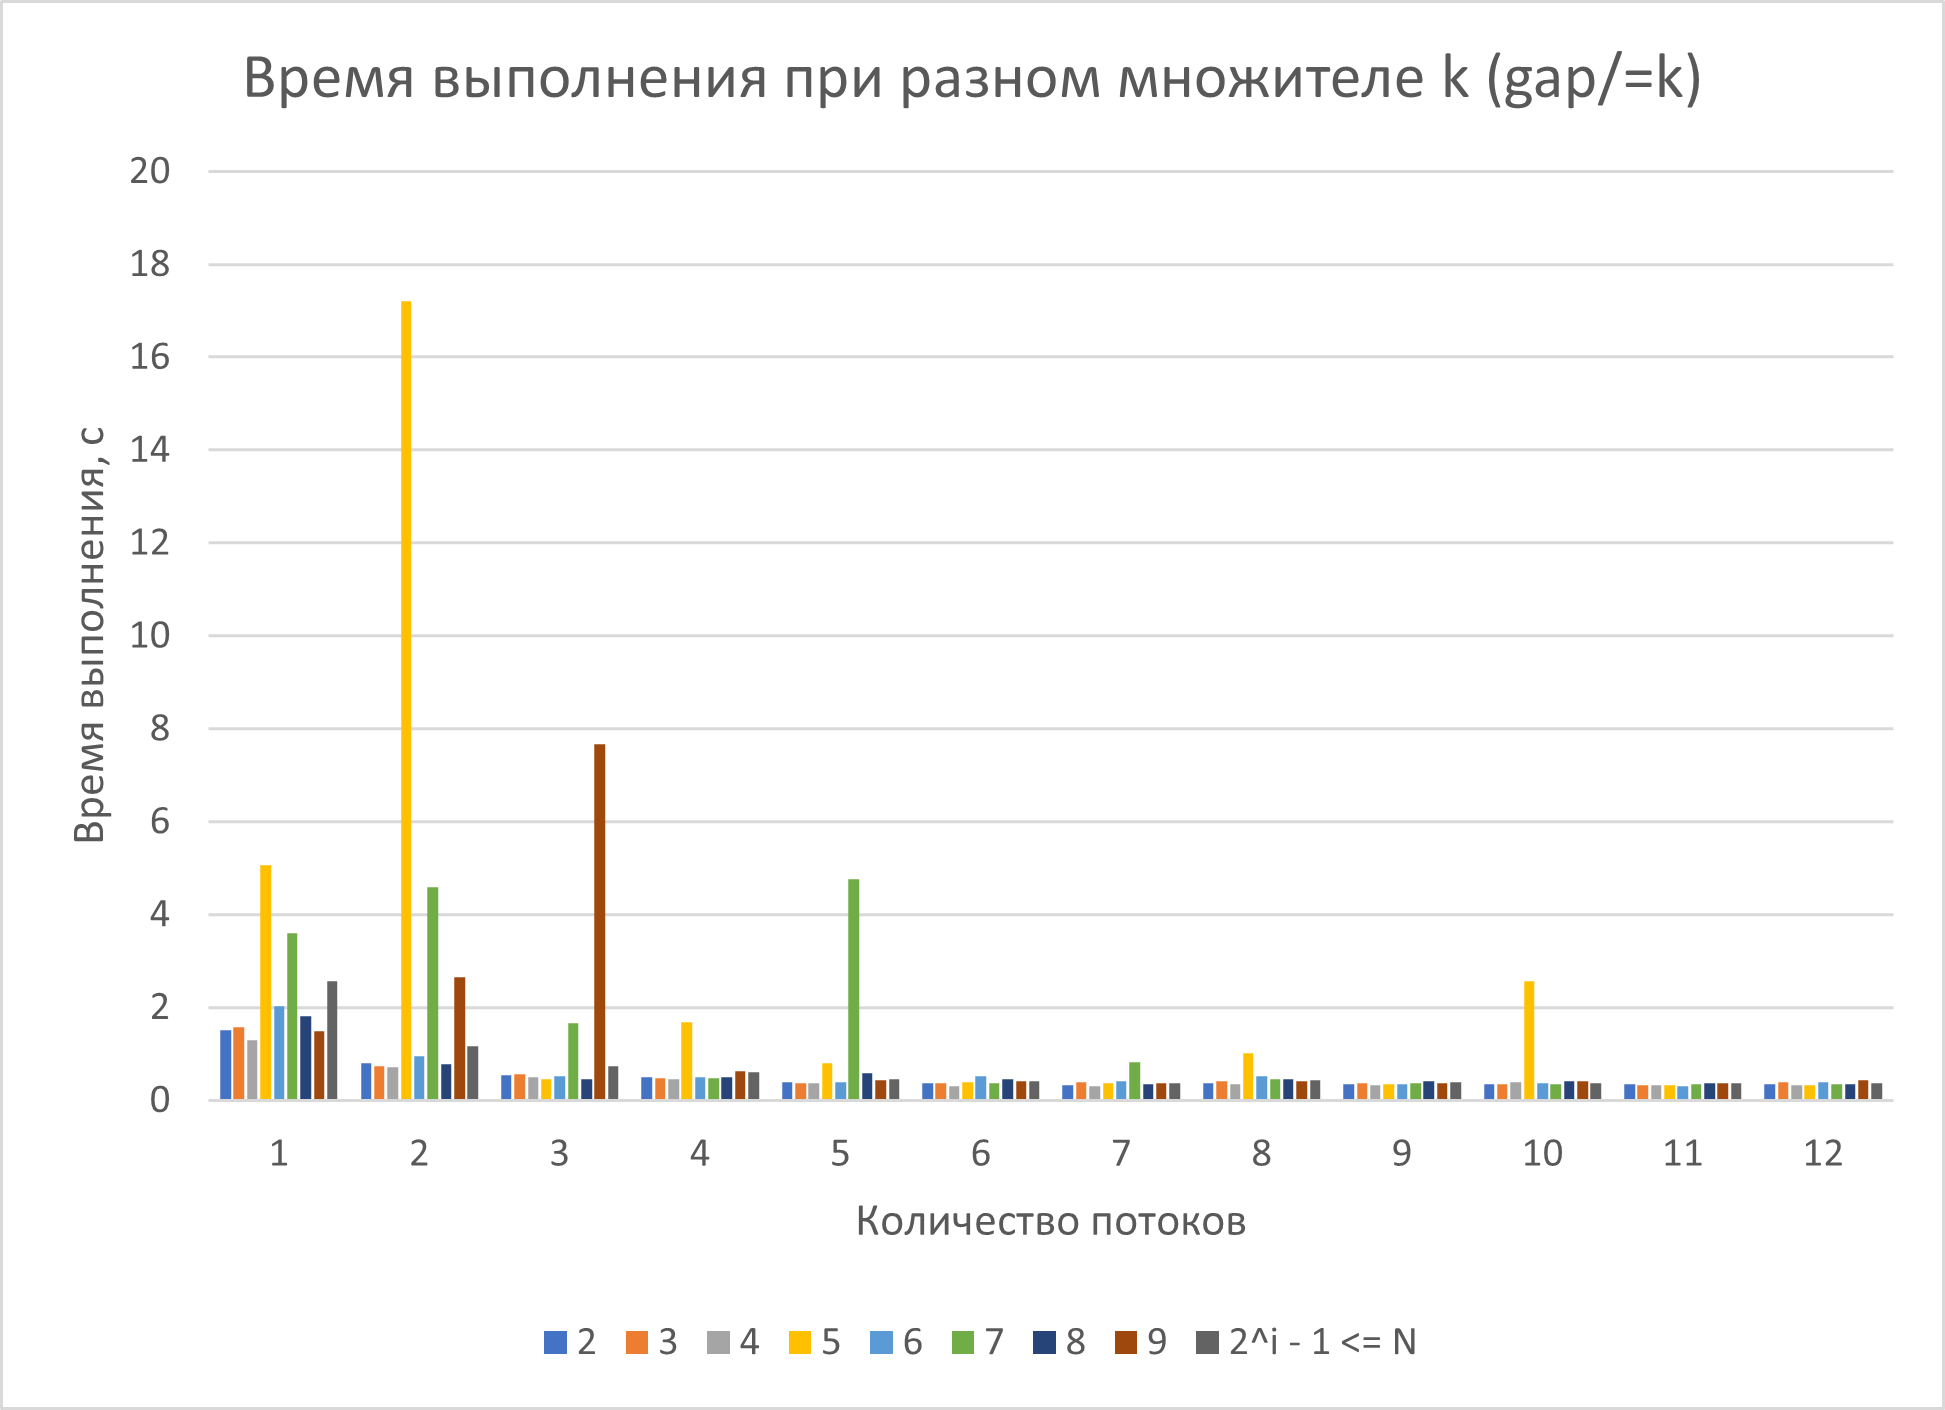 Время выполнения при разном множителе k (gap/=k)
20
18
16
14
12
10
8
6
4
2
0
Время выполнения, с
1 2 3 4 5 6 7 8 9 10 11 12
Количество потоков
2 3 4 5 6 7 8 9 2^i - 1 <= N